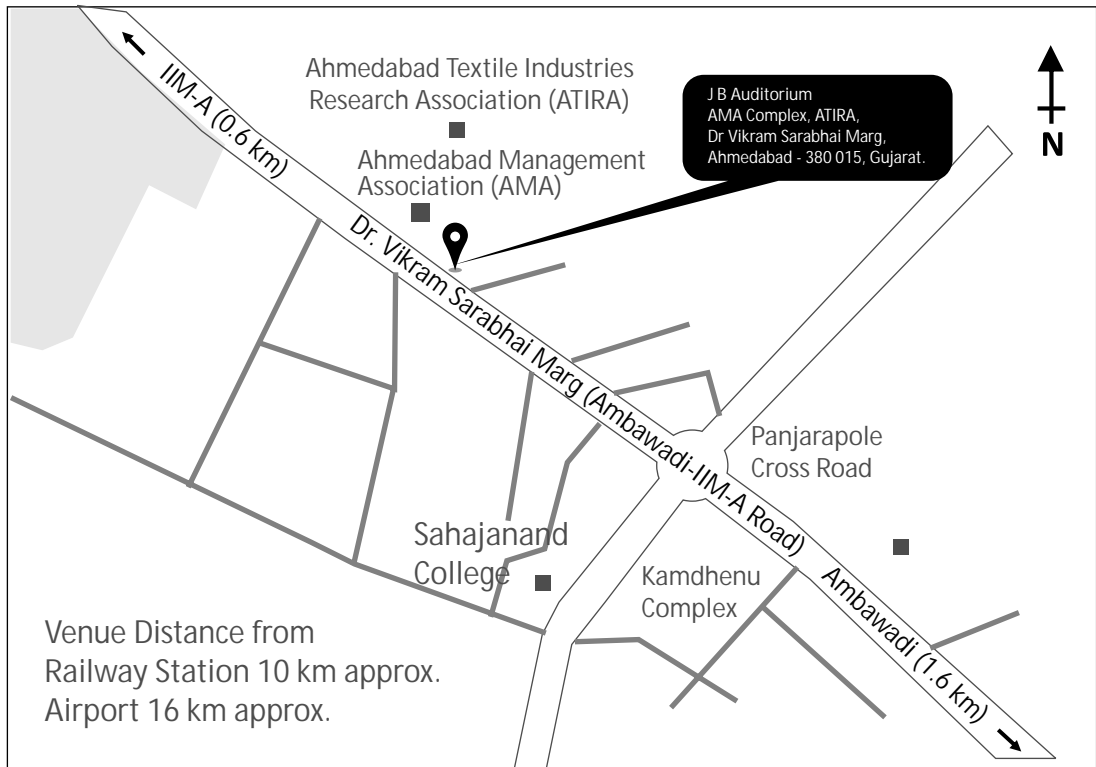 IIM-A (0.6 km)
Ahmedabad Textile Industries
Research Association (ATIRA)
J B Auditorium
AMA Complex, ATIRA,
Dr Vikram Sarabhai Marg,
Ahmedabad - 380 015, Gujarat.
N
Ahmedabad Management
Association (AMA)
Dr. Vikram Sarabhai Marg (Ambawadi-IIM-A Road)
Panjarapole
Cross Road
Sahajanand
College
Kamdhenu
Complex
Ambawadi (1.6 km)
Venue Distance from
Railway Station 10 km approx.
Airport 16 km approx.